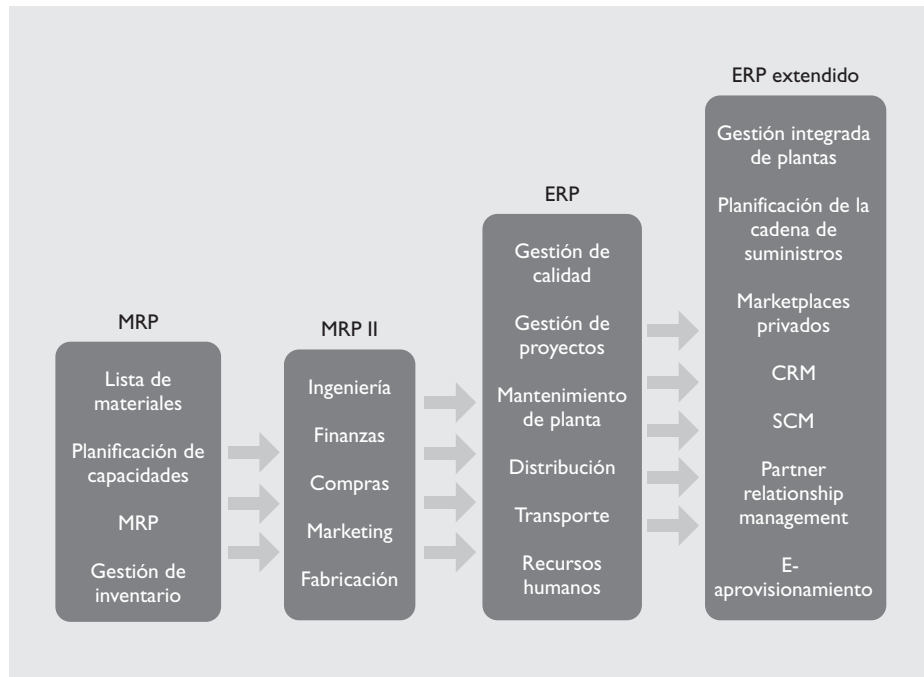 MRP
Lista de
materiales
Planificación de
capacidades
MRP
Gestión de
inventario
MRP II
Ingeniería
Finanzas
Compras
Marketing
Fabricación
ERP
Gestión de
calidad
Gestión de
proyectos
Mantenimiento
de planta
Distribución
Transporte
Recursos
humanos
ERP extendido
Gestión integrada
de plantas
Planificación de la
cadena de
suministros
Marketplaces
privados
CRM
SCM
Partner
relationship
management
E-
aprovisionamiento